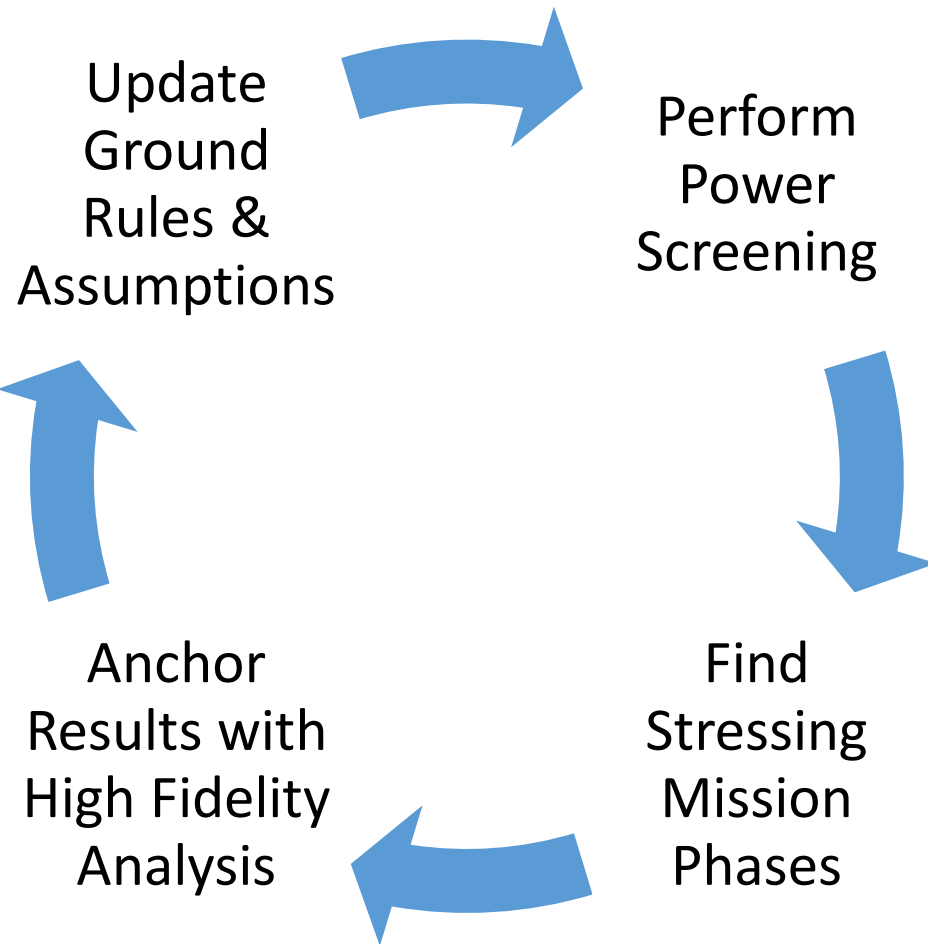 Update
Ground
Rules &
Assumptions
Perform
Power
Screening
Find
Stressing
Mission
Phases
Anchor
Results with
High Fidelity
Analysis